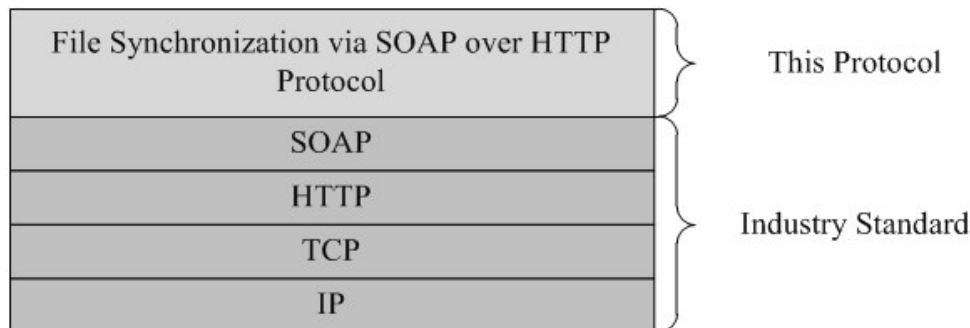 File Synchronization via SOAP over HTTP
Protocol
This Protocol
SOAP
HTTP
TCP
IP
Industry Standard